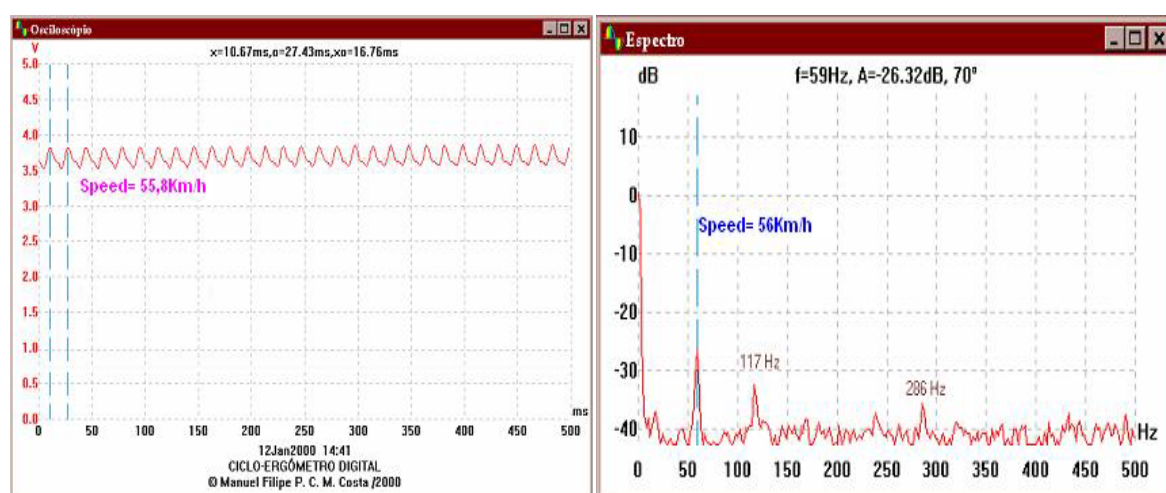 Osciloscópio
V
x=10.67ms,o=27.43ms,xo=16.76ms
5.0
4.5
4.0
3.5
Speed= 55,8Km/h
3.0
2.5
2.0
1.5
1.0
0.5
0.0
ms
0 50 100 150 200 250 300 350 400 450 500
12Jan2000 14:41
CICLO-ERGÓMETRO DIGITAL
© Manuel Filipe P. C. M. Costa /2000
Espectro
dB
f=59Hz, A=-26.32dB, 70º
10
0
Speed= 56Km/h
-10
-20
-30
117 Hz
286 Hz
-40
Hz
0 50 100 150 200 250 300 350 400 450 500